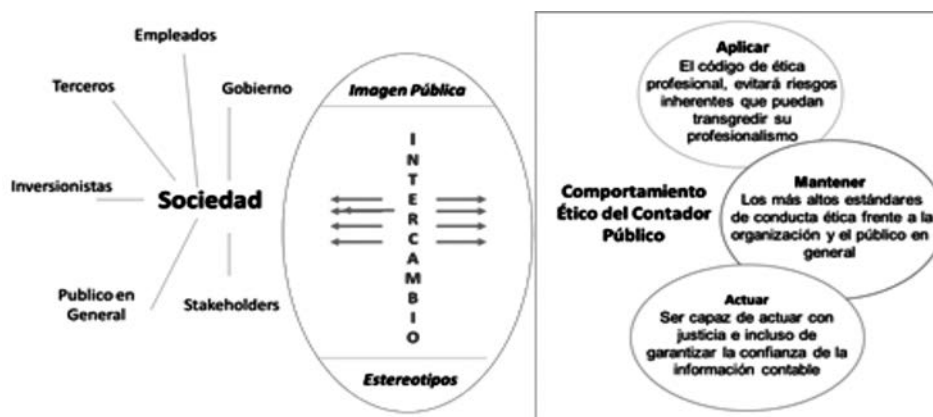 Empleados
Terceros
Gobierno
Inversionistas
Sociedad
Publico en
General
Stakeholders
Imagen Pública
INTERCAMBIO
Estereotipos
Comportamiento
Ético del Contador
Público
Aplicar
El código de ética
profesional, evitará riesgos
inherentes que puedan
transgredir su
profesionalismo
Mantener
Los más altos estándares
de conducta ética frente a la
organización y el público en
general
Actuar
Ser capaz de actuar con
justicia e incluso de
garantizar la confianza de la
información contable